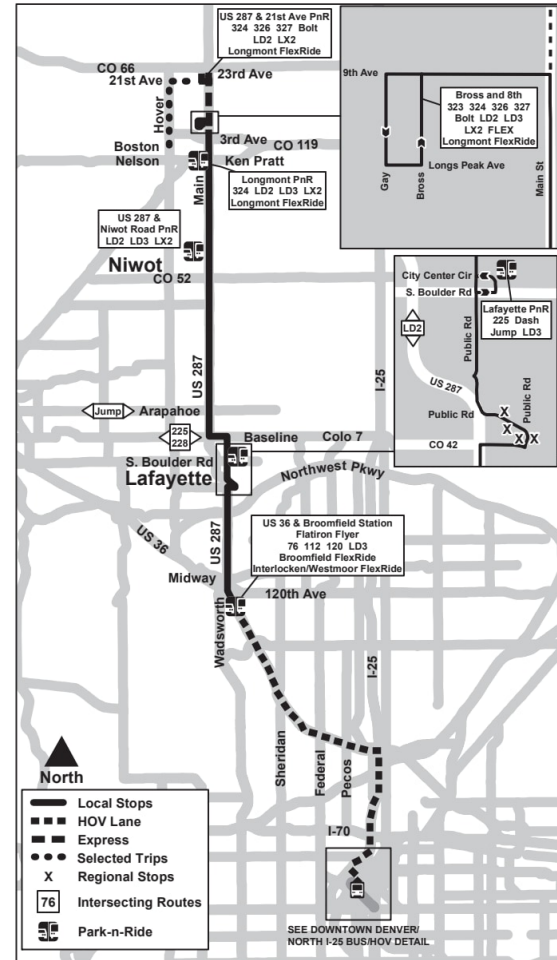 US 287 & 21st Ave PnR
324 326 327 Bolt
LD2 LX2
Longmont FlexRide
CO 66
21st Ave
23rd Ave
Hover
3rd Ave
CO 119
Boston
Nelson
Ken Pratt
Main
Longmont PnR
324 LD2 LD3 LX2
Longmont FlexRide
US 287 &
Niwot Road PnR
LD2 LD3 LX2
Niwot
CO 52
US 287
I-25
Jump
Arapahoe
225
228
Baseline
Colo 7
S. Boulder Rd
Lafayette
Northwest Pkwy
US 36
US 287
US 36 & Broomfield Station
Flatiron Flyer
76 112 120 LD3
Broomfield FlexRide
Interlocken/Westmoor FlexRide
Midway
120th Ave
Wadsworth
I-25
Sheridan
Federal
Pecos
I-70
SEE DOWNTOWN DENVER/
NORTH I-25 BUS/HOV DETAIL
9th Ave
Bross and 8th
323 324 326 327
Bolt LD2 LD3
LX2 FLEX
Longmont FlexRide
Longs Peak Ave
Gay
Bross
Main St
City Center Cir
S. Boulder Rd
Lafayette PnR
225 Dash
Jump LD3
LD2
Public Rd
US 287
Public Rd
Public Rd
X
X
X
X
CO 42
North
Local Stops
HOV Lane
Express
Selected Trips
X Regional Stops
76 Intersecting Routes
Park-n-Ride